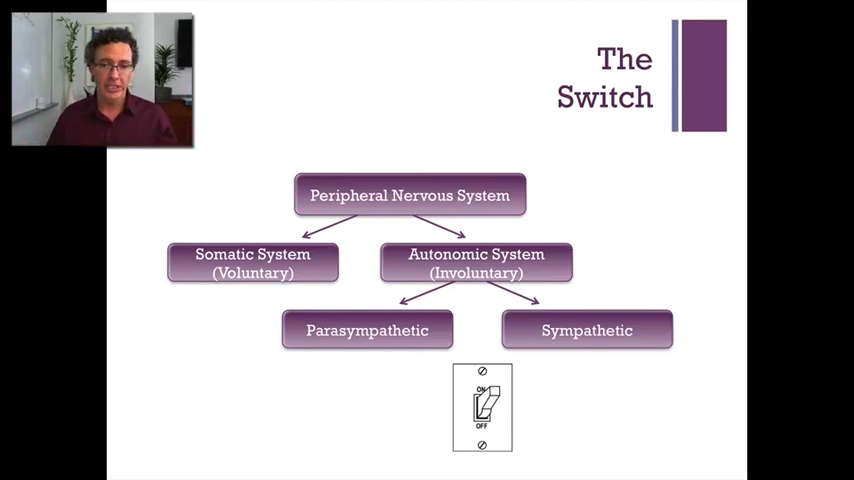 The
Switch
Peripheral Nervous System
Somatic System
(Voluntary)
Autonomic System
(Involuntary)
Parasympathetic
Sympathetic
ON
OFF